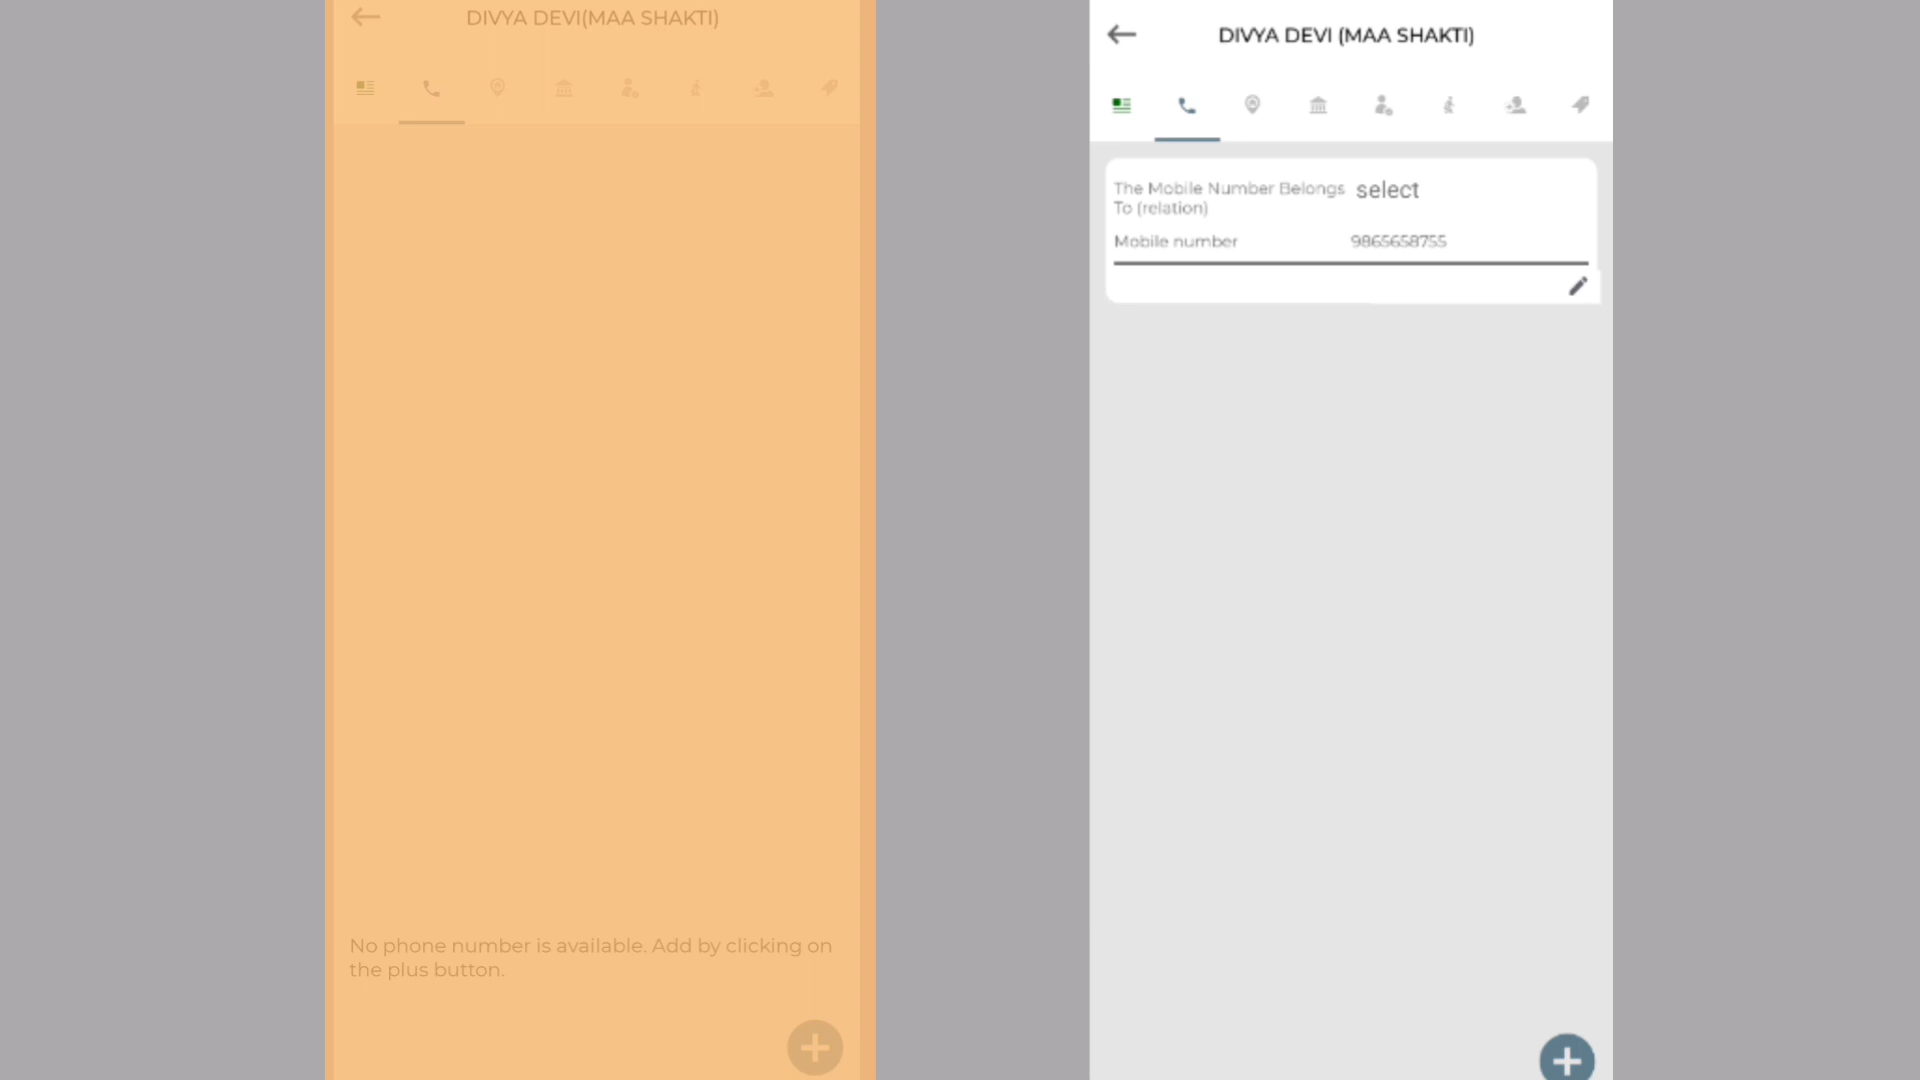 DIVYA DEVI(MAA SHAKTI)
No phone number is available. Add by clicking on
the plus button.
DIVYA DEVI (MAA SHAKTI)
The Mobile Number Belongs select
To (relation)
Mobile number 9865658755